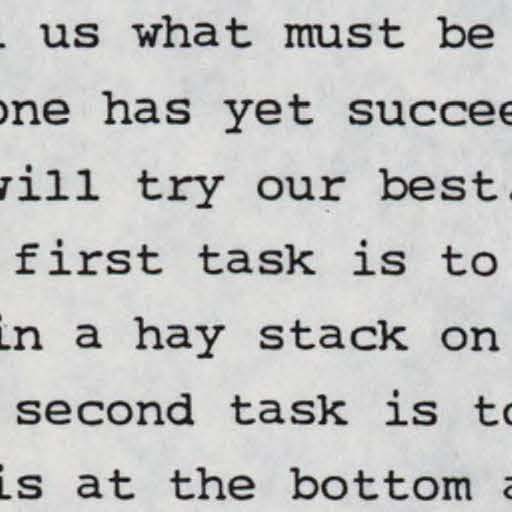 us what must be
one has yet succee
will try our best.
first task is to
in a hay stack on
second task is to
is at the bottom a